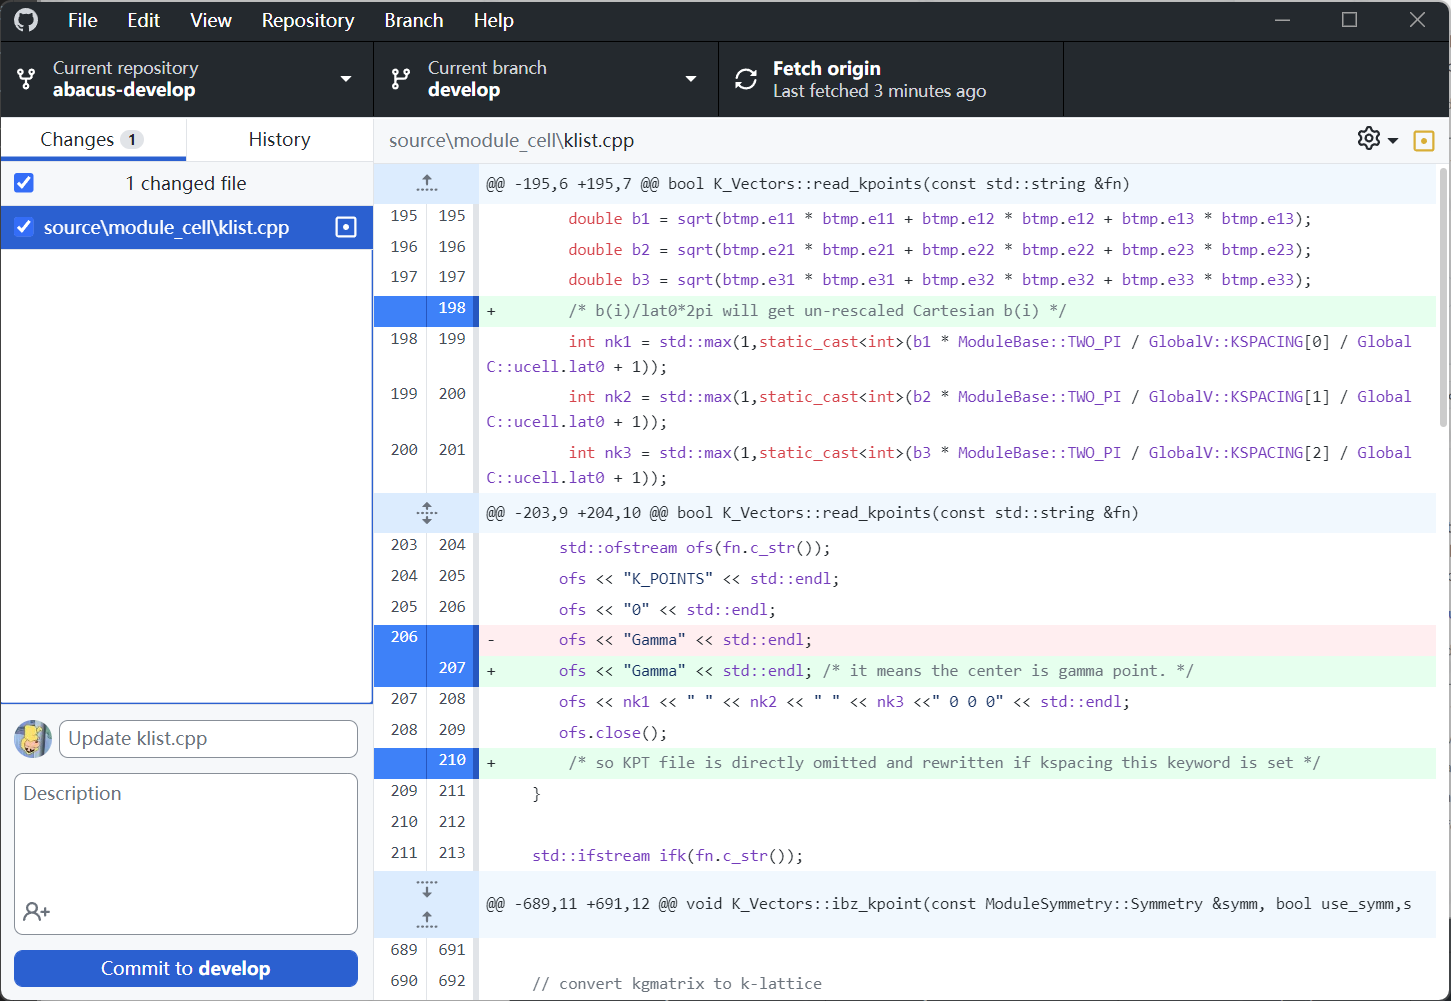 File Edit View Repository Branch Help
Current repository
abacus-develop
Current branch
develop
Fetch origin
Last fetched 3 minutes ago
Changes 1 History
1 changed file
source\module_cell\klist.cpp
Update klist.cpp
Description
Commit to develop
source\module_cell\klist.cpp
@@ -195,6 +195,7 @@ bool K_Vectors::read_kpoints(const std::string &fn)
195 195 double b1 = sqrt(btmp.e11 * btmp.e11 + btmp.e12 * btmp.e12 + btmp.e13 * btmp.e13);
196 196 double b2 = sqrt(btmp.e21 * btmp.e21 + btmp.e22 * btmp.e22 + btmp.e23 * btmp.e23);
197 197 double b3 = sqrt(btmp.e31 * btmp.e31 + btmp.e32 * btmp.e32 + btmp.e33 * btmp.e33);
198 + /* b(i)/lat0*2pi will get un-rescaled Cartesian b(i) */
198 199 int nk1 = std::max(1,static_cast<int>(b1 * ModuleBase::TWO_PI / GlobalV::KSPACING[0] / Global
C::ucell.lat0 + 1));
199 200 int nk2 = std::max(1,static_cast<int>(b2 * ModuleBase::TWO_PI / GlobalV::KSPACING[1] / Global
C::ucell.lat0 + 1));
200 201 int nk3 = std::max(1,static_cast<int>(b3 * ModuleBase::TWO_PI / GlobalV::KSPACING[2] / Global
C::ucell.lat0 + 1));
@@ -203,9 +204,10 @@ bool K_Vectors::read_kpoints(const std::string &fn)
203 204 std::ofstream ofs(fn.c_str());
204 205 ofs << "K_POINTS" << std::endl;
205 206 ofs << "0" << std::endl;
206 - ofs << "Gamma" << std::endl;
207 + ofs << "Gamma" << std::endl; /* it means the center is gamma point. */
207 208 ofs << nk1 << " " << nk2 << " " << nk3 <<" 0 0 0" << std::endl;
208 209 ofs.close();
210 + /* so KPT file is directly omitted and rewritten if kspacing this keyword is set */
209 211 }
210 212
211 213 std::ifstream ifk(fn.c_str());
@@ -689,11 +691,12 @@ void K_Vectors::ibz_kpoint(const ModuleSymmetry::Symmetry &symm, bool use_symm,s
689 691
690 692 // convert kgmatrix to k-lattice